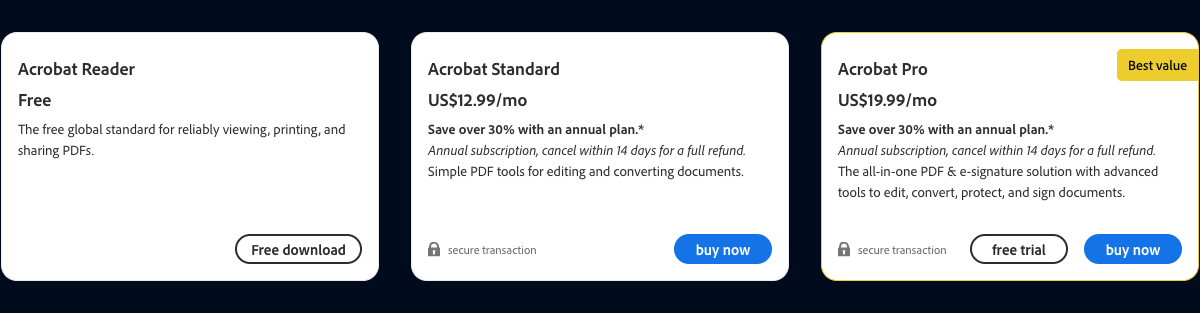 Acrobat Reader
Free
The free global standard for reliably viewing, printing, and
sharing PDFs.
Free download
Acrobat Standard
US$12.99/mo
Save over 30% with an annual plan.*
Annual subscription, cancel within 14 days for a full refund.
Simple PDF tools for editing and converting documents.
secure transaction
buy now
Best value
Acrobat Pro
US$19.99/mo
Save over 30% with an annual plan.*
Annual subscription, cancel within 14 days for a full refund.
The all-in-one PDF & e-signature solution with advanced
tools to edit, convert, protect, and sign documents.
secure transaction
free trial
buy now